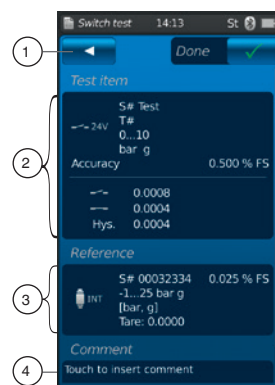 Switch test 14:13 St
1
Done
Test item
2
S# Test
24V T#
0...10
bar g
Accuracy 0.500 % FS
0.0008
0.0004
Hys. 0.0004
Reference
3
S# 00032334 0.025 % FS
INT -1...25 bar g
[bar, g]
Tare: 0.0000
Comment
4
Touch to insert comment